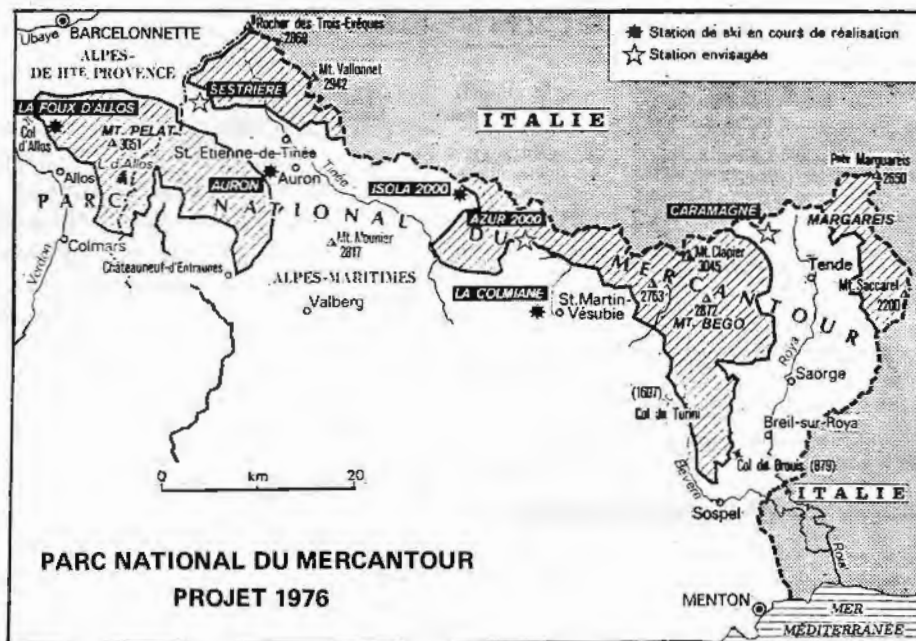 Station de ski en cours de réalisation
Station envisagée
Ubaye
BARCELONNETTE
ALPES-
DE HTE PROVENCE
Rocher des Trois-Evêques
2868
Mt. Vallonnet
2942
SESTRIERE
ITALIE
LA FOUX D'ALLOS
Col
d'Allos
MT. PELAT
3051
L. d'Allos
St. Etienne-de-Tinée
Tinée
Allos
AURON
Auron
ISOLA 2000
PARC NATIONAL DU MERCANTOUR
Colmars
Verdon
Mt. Mounier
2817
AZUR 2000
CARAMAGNE
2650
MARGAREIS
Châteauneuf-d'Entraunes
ALPES-MARITIMES
Valberg
LA COLMIANE
St. Martin-
Vésubie
Mt. Clapier
3045
2753
2872
MT. BEGO
Tende
Mt. Saccarel
2200
Roya
Saorge
(1607)
Col de Turini
Breil-sur-Roya
Col de Brouis (879)
Bevera
Sospel
ITALIE
0
20
km
PARC NATIONAL DU MERCANTOUR
PROJET 1976
MENTON
MER
MÉDITERRANÉE